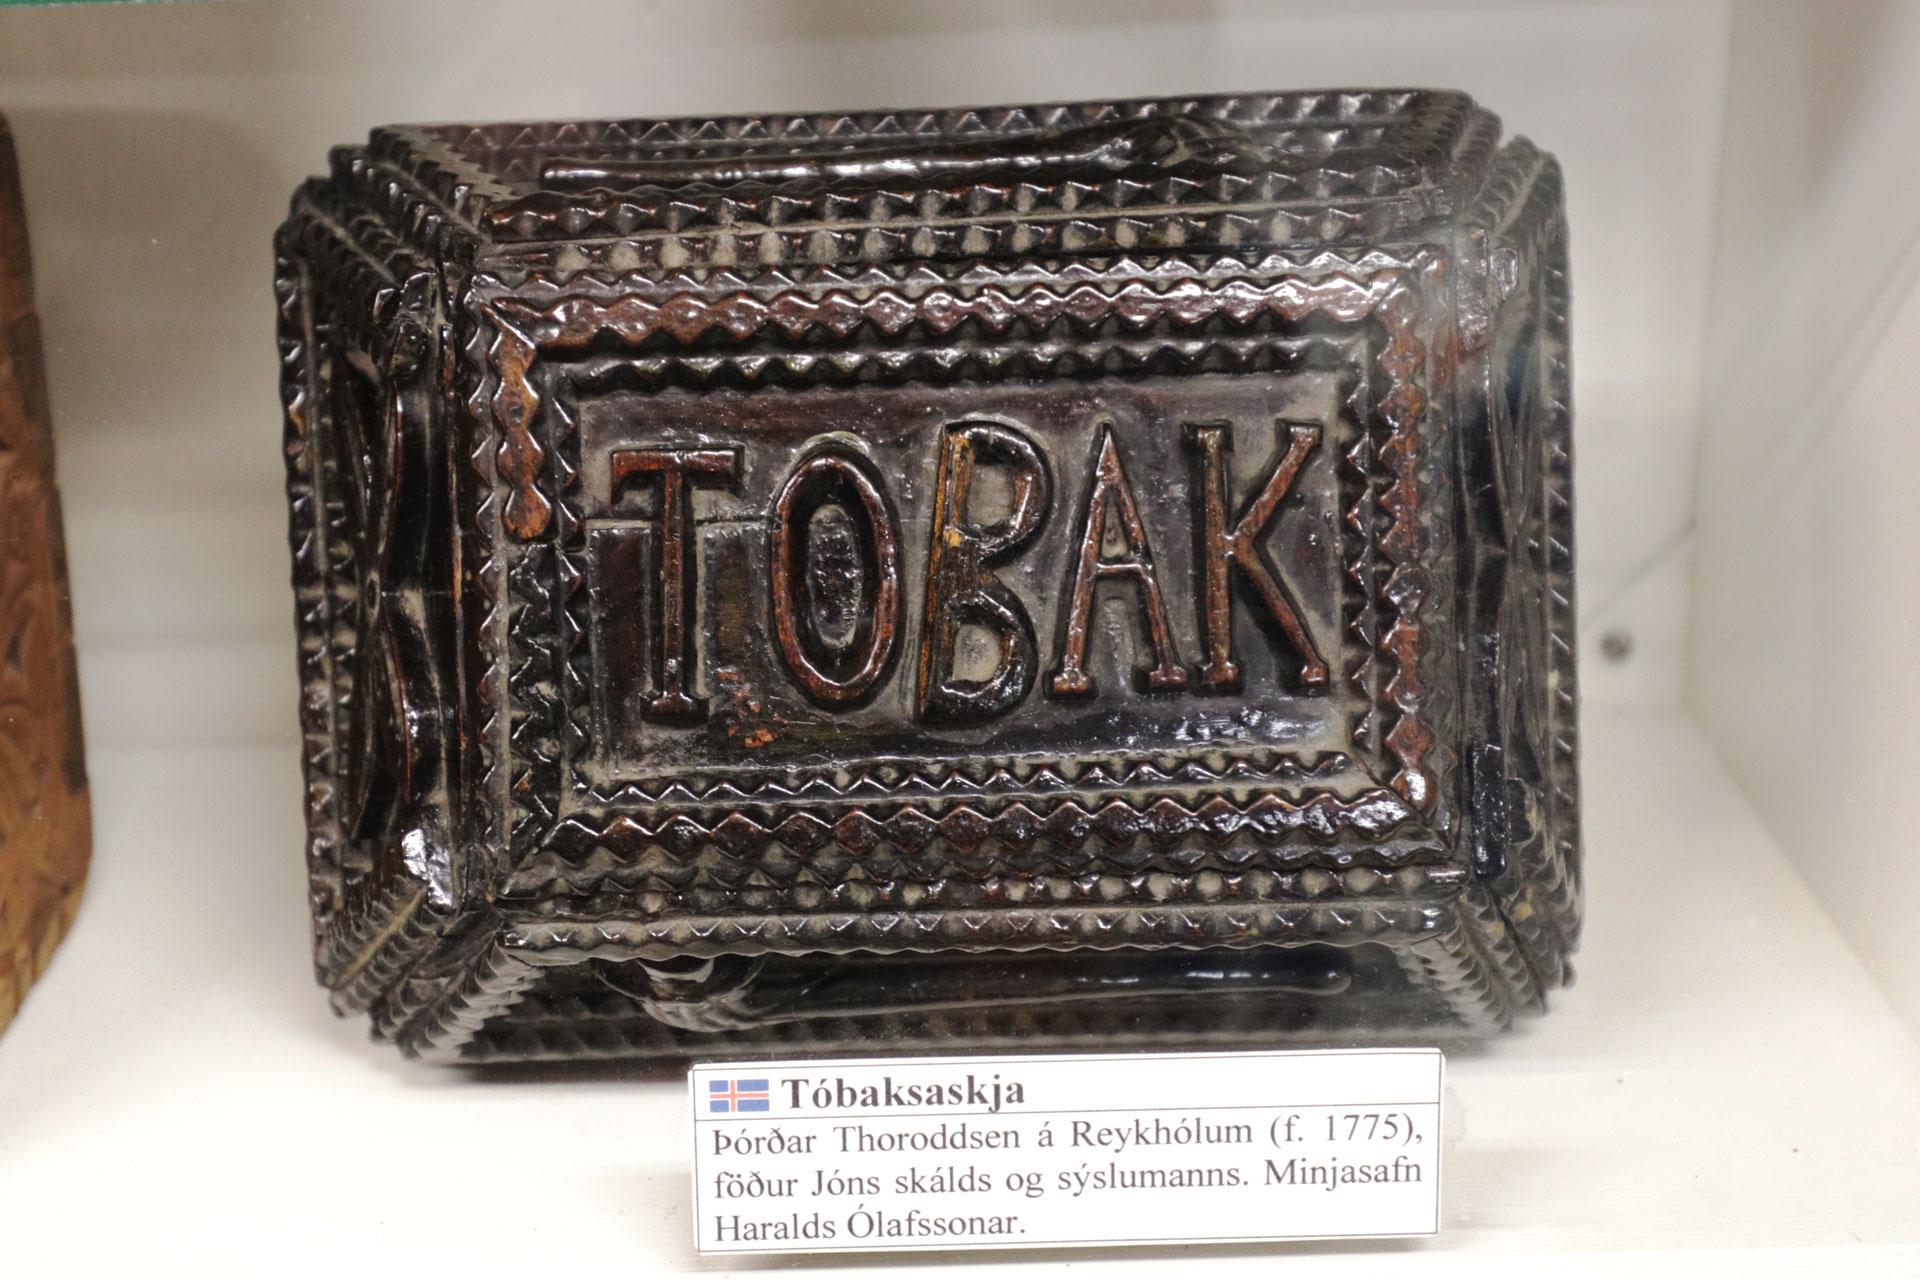 TOBAK
Tóbaksaskja
Þórðar Thoroddsen á Reykhólum (f. 1775),
föður Jóns skálds og sýslumanns. Minjasafn
Haralds Ólafssonar.